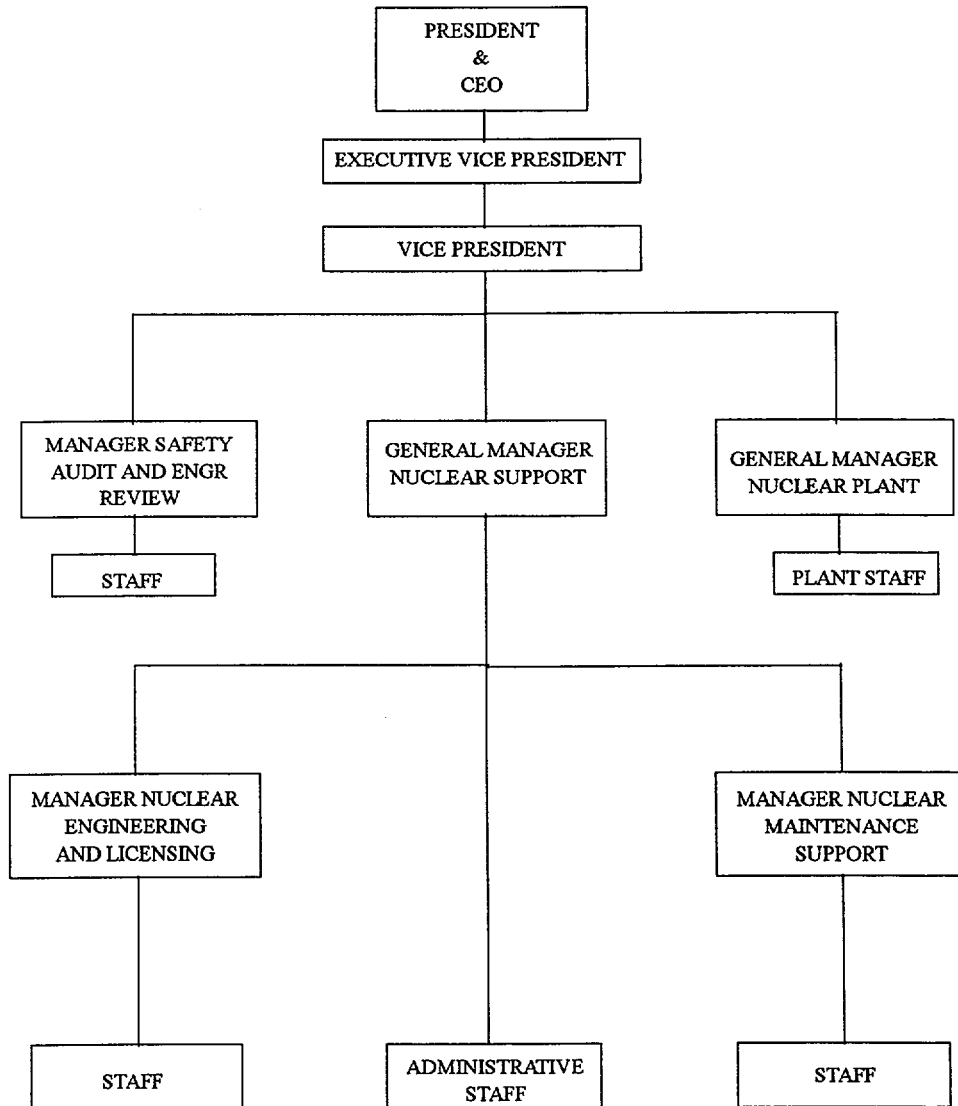 PRESIDENT
&
CEO
EXECUTIVE VICE PRESIDENT
VICE PRESIDENT
MANAGER SAFETY
AUDIT AND ENGR
REVIEW
GENERAL MANAGER
NUCLEAR SUPPORT
GENERAL MANAGER
NUCLEAR PLANT
STAFF
PLANT STAFF
MANAGER NUCLEAR
ENGINEERING
AND LICENSING
MANAGER NUCLEAR
MAINTENANCE
SUPPORT
STAFF
ADMINISTRATIVE
STAFF
STAFF